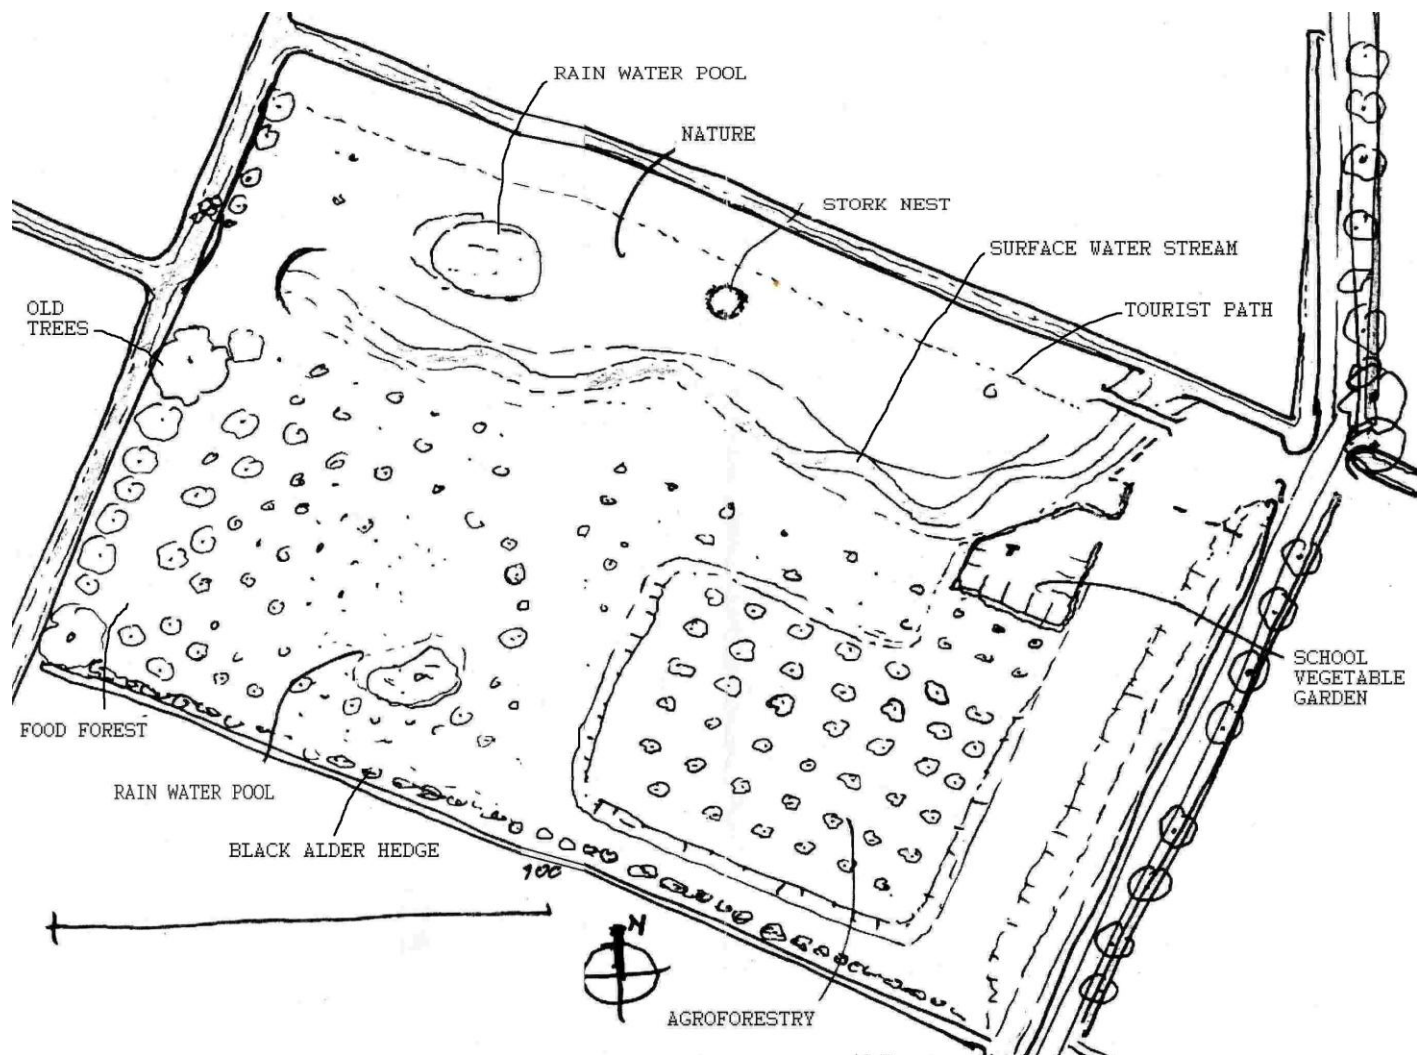 RAIN WATER POOL
NATURE
STORK NEST
SURFACE WATER STREAM
TOURIST PATH
OLD
TREES
SCHOOL
VEGETABLE
GARDEN
FOOD FOREST
RAIN WATER POOL
BLACK ALDER HEDGE
100
N
AGROFORESTRY